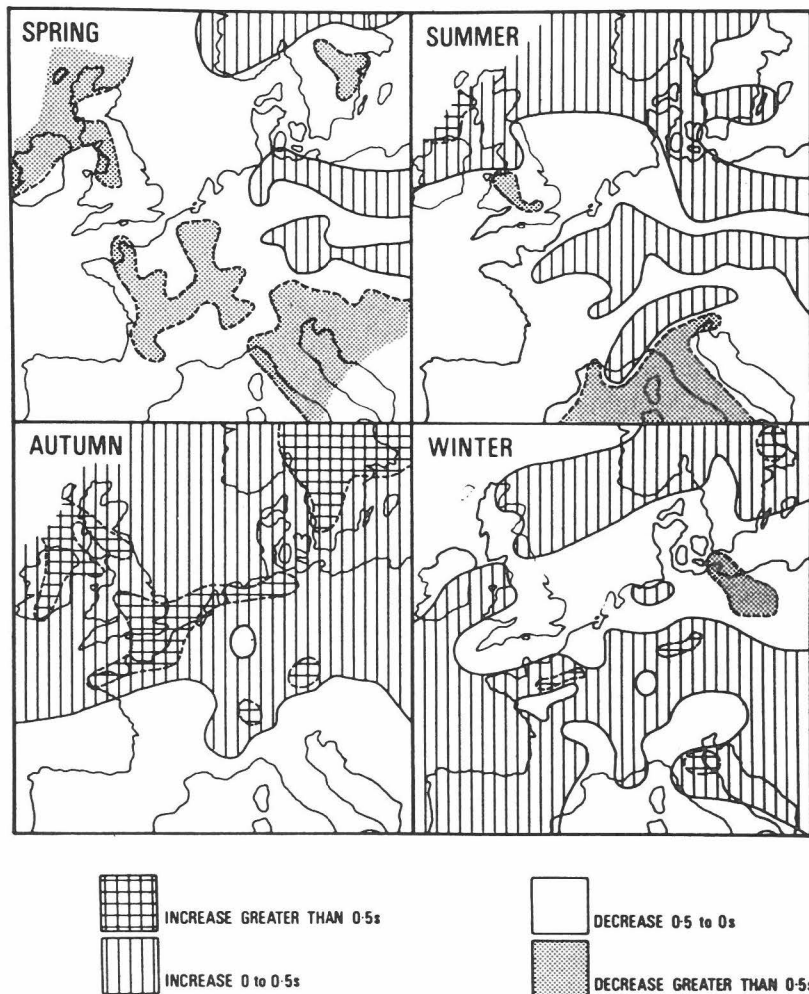 SPRING
SUMMER
AUTUMN
WINTER
INCREASE GREATER THAN 0·5s
DECREASE 0·5 to 0s
INCREASE 0 to 0·5s
DECREASE GREATER THAN 0·5s